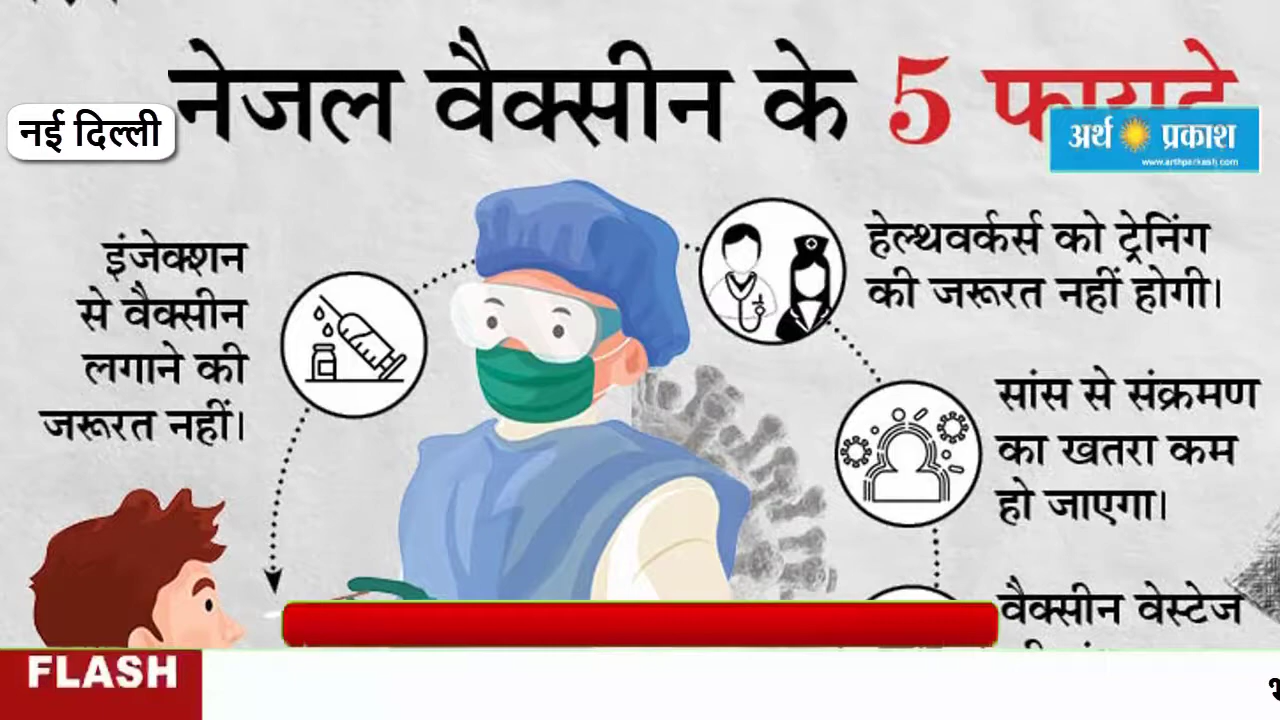 नेजल वैक्सीन के 5 फायदे
नई दिल्ली
अर्थ प्रकाश
www.arthparkash.com
इंजेक्शन
से वैक्सीन
लगाने की
जरूरत नहीं।
हेल्थवर्कर्स को ट्रेनिंग
की जरूरत नहीं होगी।
सांस से संक्रमण
का खतरा कम
हो जाएगा।
वैक्सीन वेस्टेज
FLASH